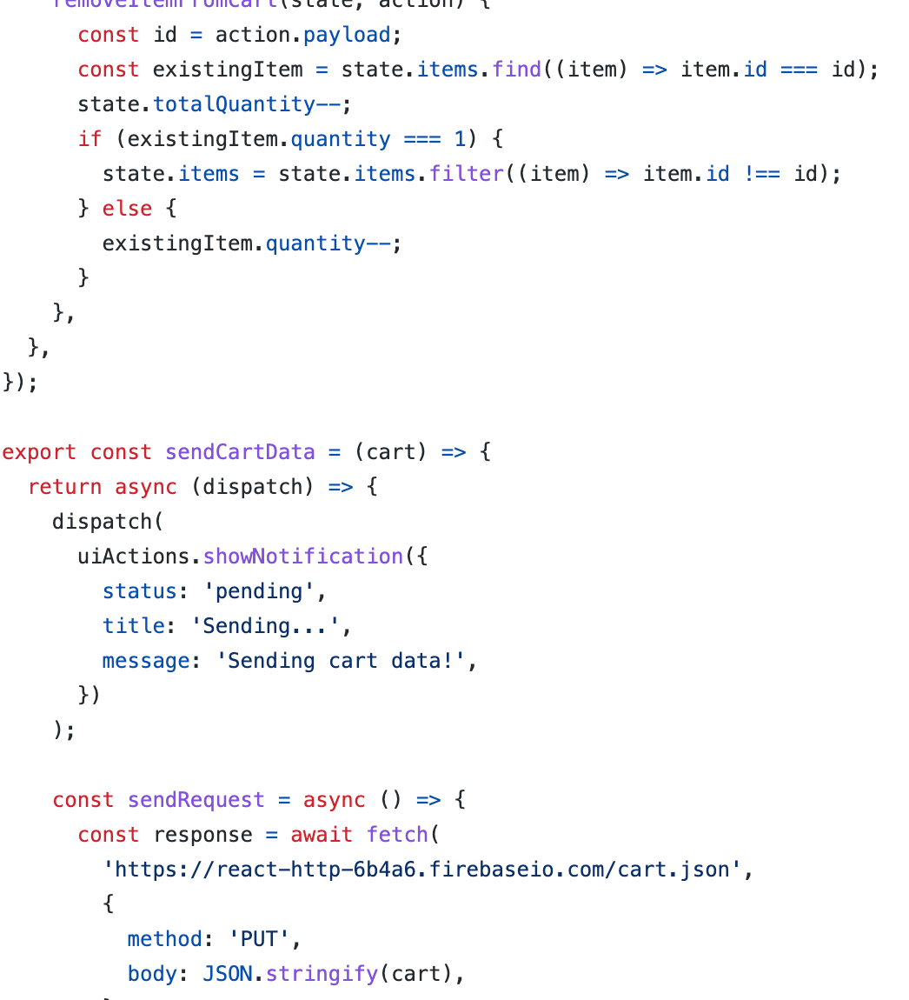 removeItemFromCart(state, action) {
const id = action.payload;
const existingItem = state.items.find((item) => item.id === id);
state.totalQuantity--;
if (existingItem.quantity === 1) {
state.items = state.items.filter((item) => item.id !== id);
} else {
existingItem.quantity--;
}
},
},
});
export const sendCartData = (cart) => {
return async (dispatch) => {
dispatch(
uiActions.showNotification({
status: 'pending',
title: 'Sending...',
message: 'Sending cart data!',
})
);
const sendRequest = async () => {
const response = await fetch(
'https://react-http-6b4a6.firebaseio.com/cart.json',
{
method: 'PUT',
body: JSON.stringify(cart),